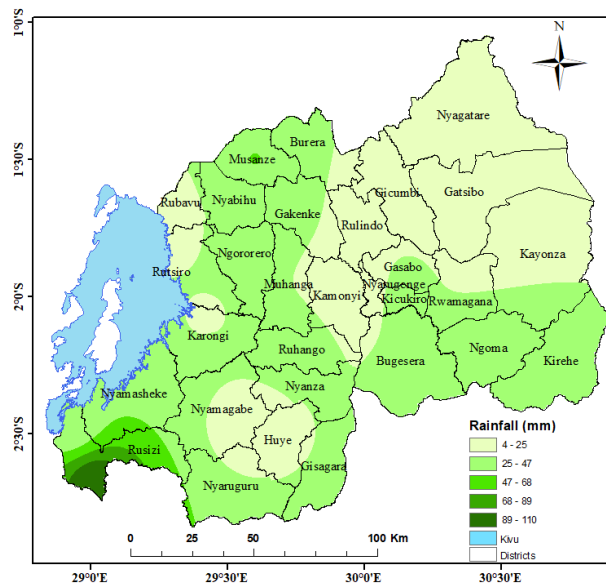 1°0'S
N
Nyagatare
Burera
1°30'S
Musanze
Gicumbi
Gatsibo
Rubavu
Nyabihu
Gakenke
Rulindo
Ngororero
Kayonza
Rutsiro
Gasabo
Muhanga
Nyarugenge
2°0'S
Kamonyi
Kicukiro
Rwamagana
Karongi
Ruhango
Bugesera
Ngoma
Kirehe
Nyamasheke
Nyanza
Nyamagabe
2°30'S
Rusizi
Huye
Gisagara
Nyaruguru
Rainfall (mm)
4 - 25
25 - 47
47 - 68
68 - 89
89 - 110
Kivu
Districts
0 25 50 100 Km
29°0'E 29°30'E 30°0'E 30°30'E